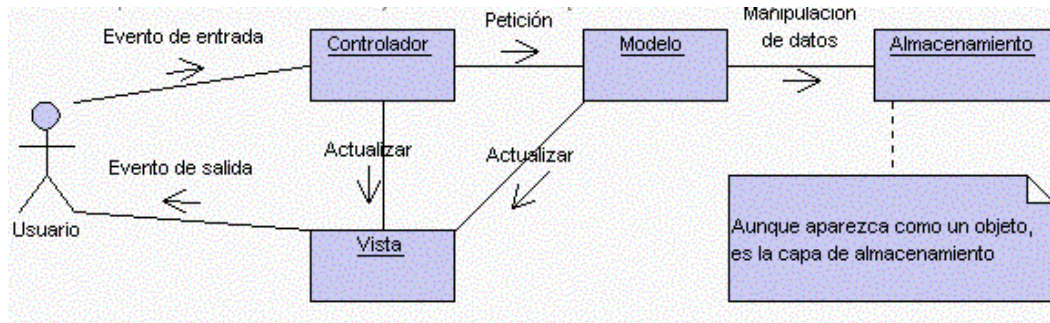 Evento de entrada
Controlador
Petición
Modelo
Manipulación
de datos
Almacenamiento
Actualizar
Actualizar
Evento de salida
Usuario
Vista
Aunque aparezca como un objeto,
es la capa de almacenamiento